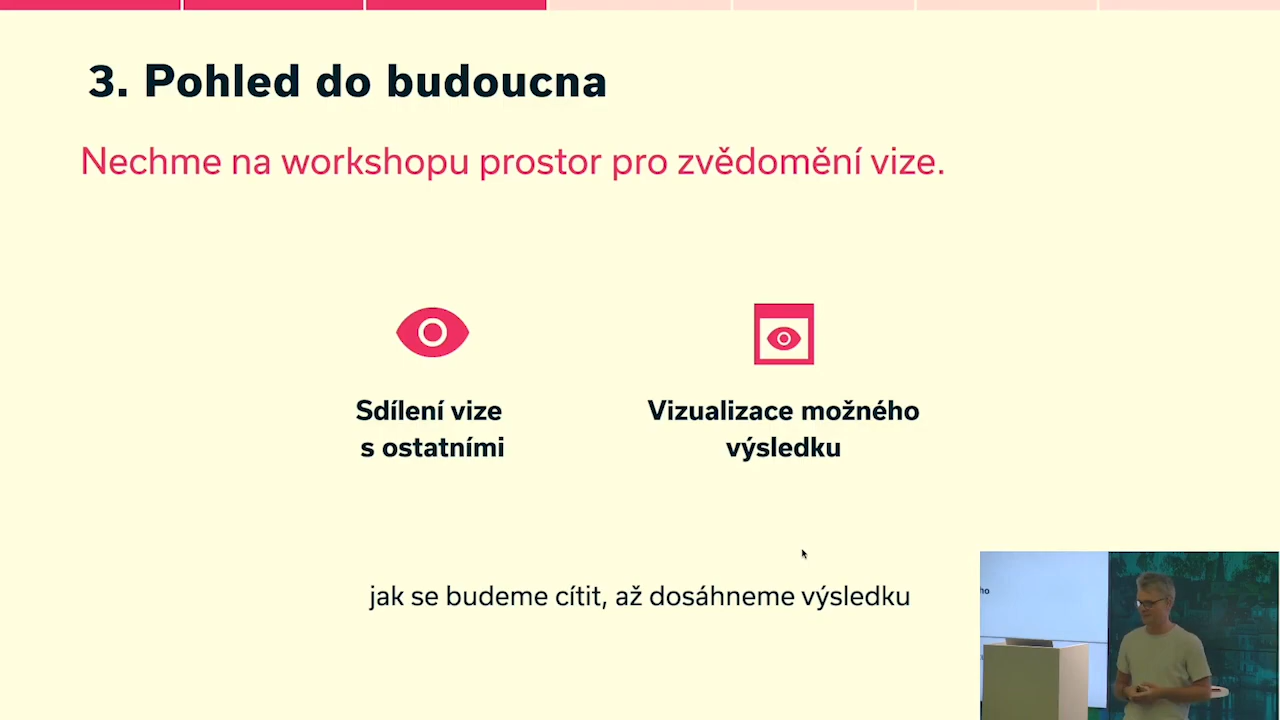 3. Pohled do budoucna
Nechme na workshopu prostor pro zvědomění vize.
Sdílení vize
s ostatními
Vizualizace možného
výsledku
jak se budeme cítit, až dosáhneme výsledku
ho